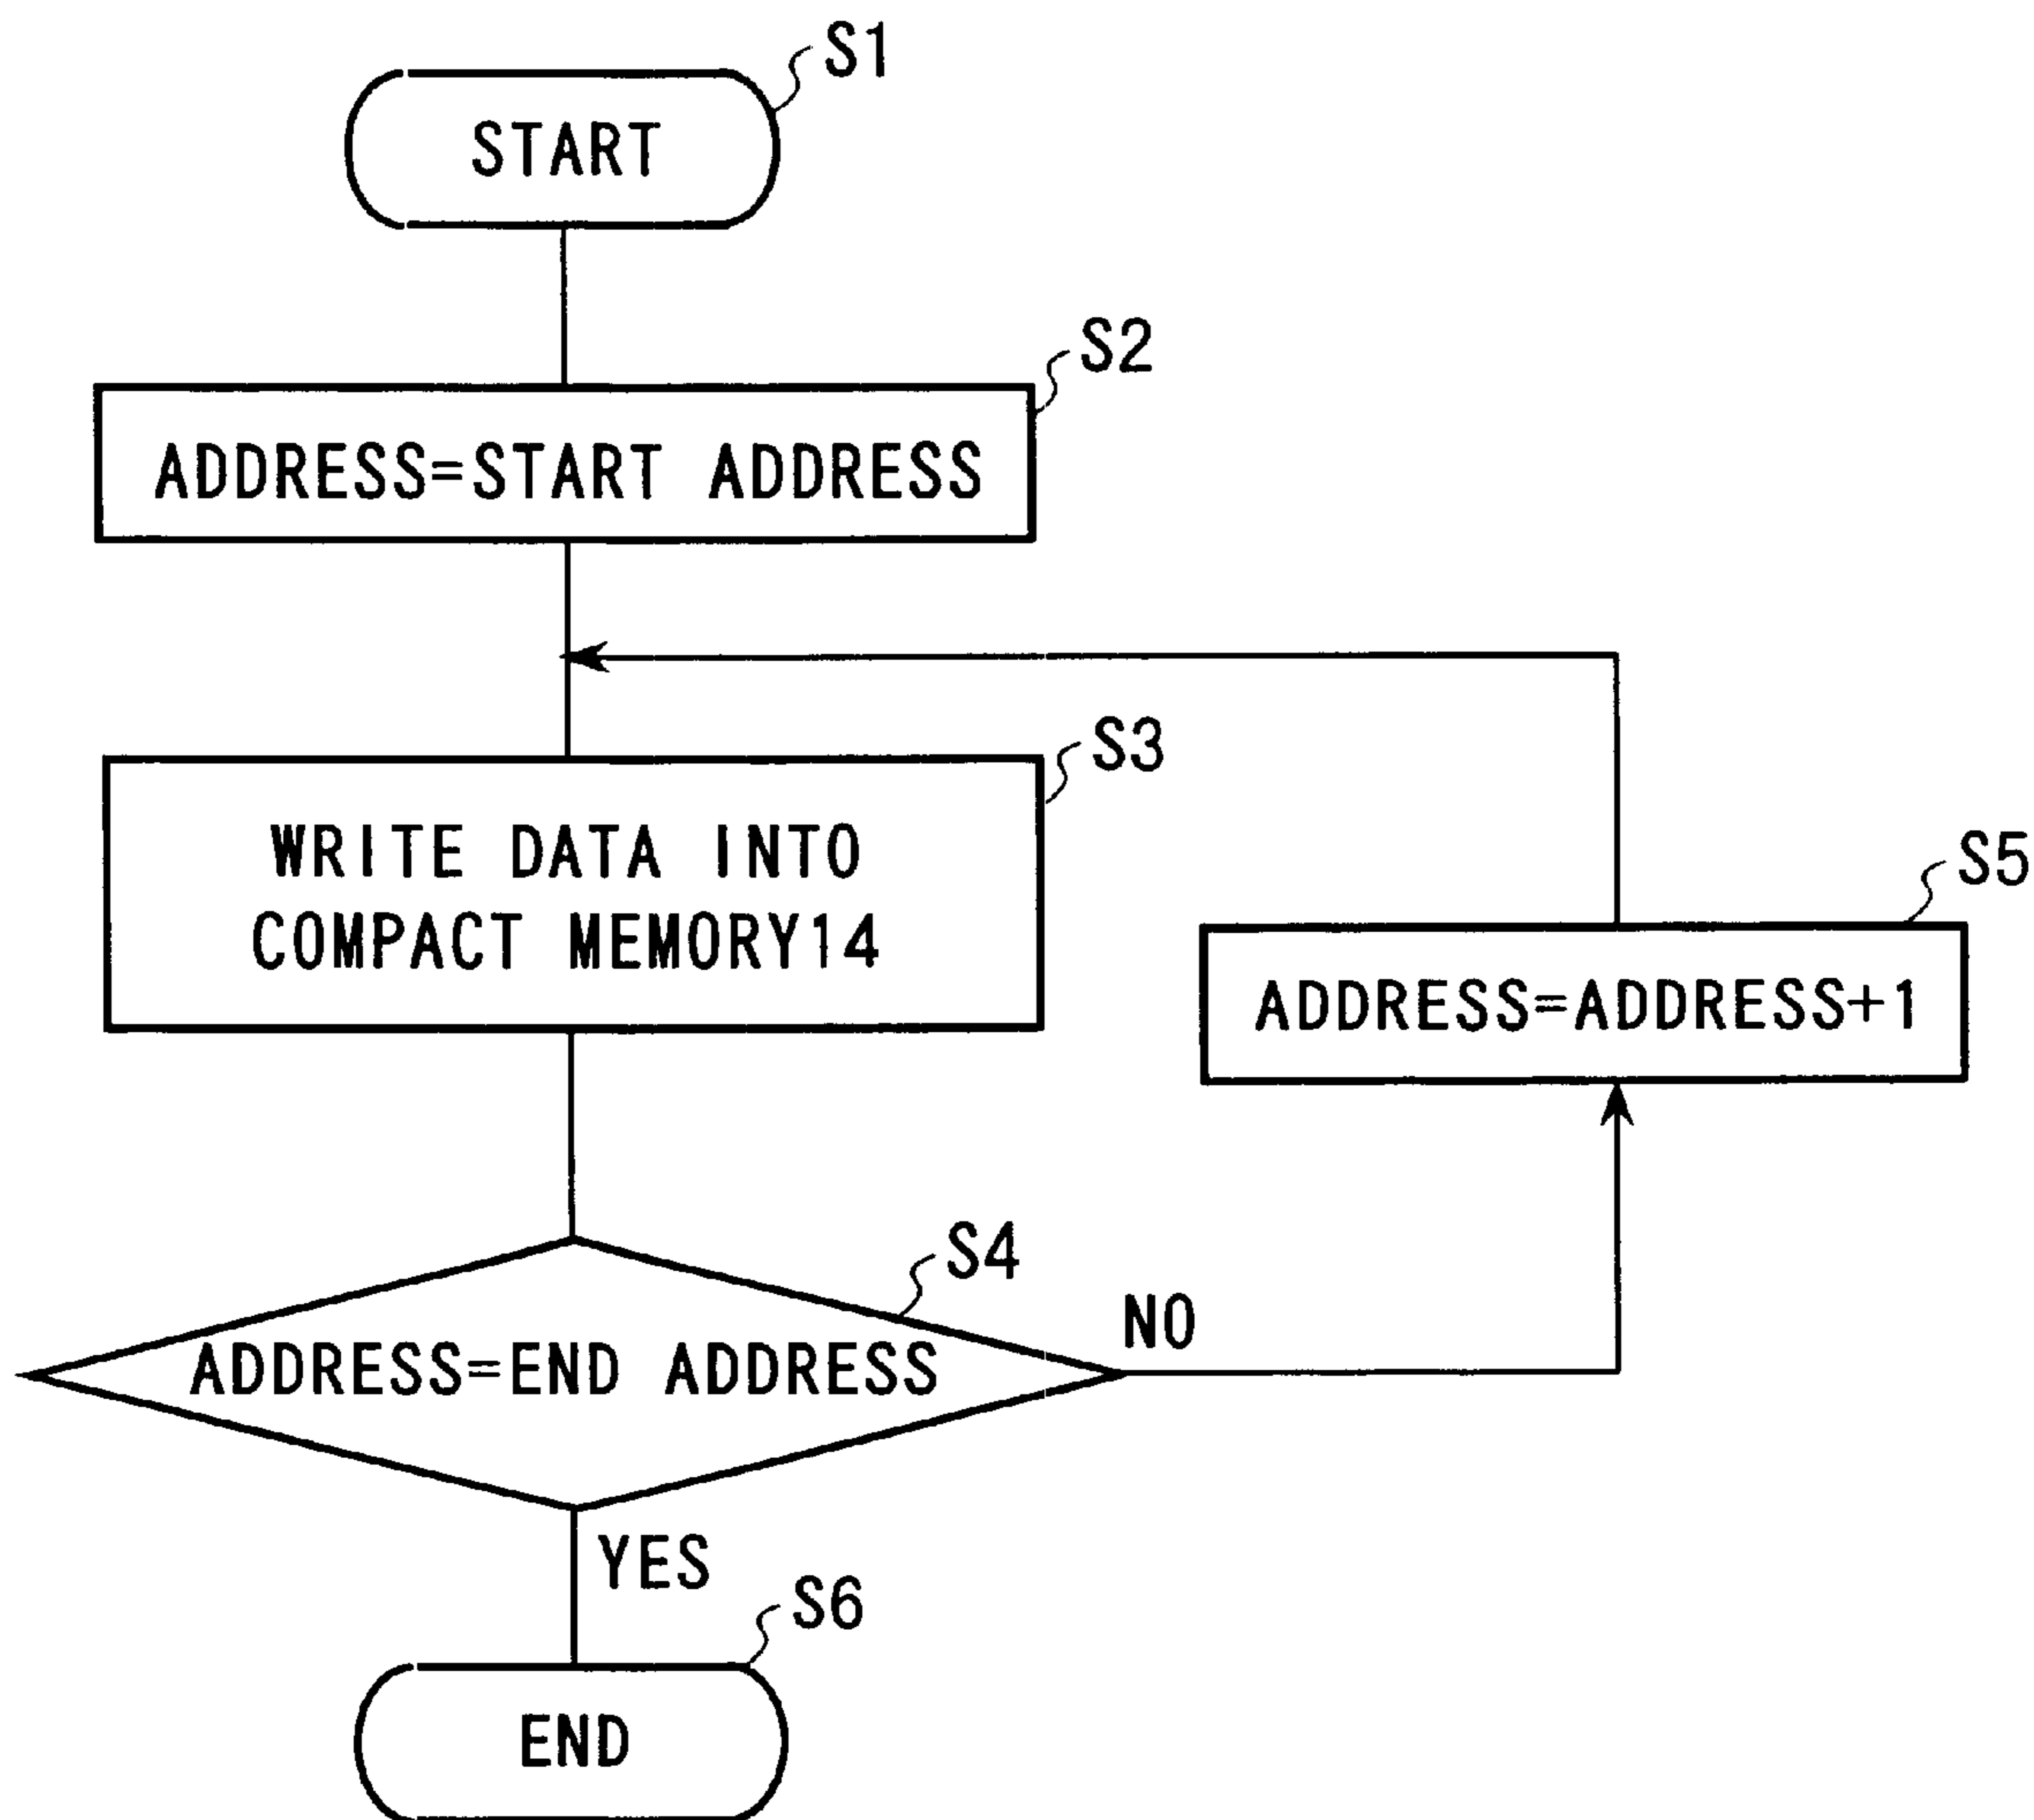 S1
START
S2
ADDRESS=START ADDRESS
S3
WRITE DATA INTO
COMPACT MEMORY14
S5
ADDRESS=ADDRESS+1
S4
NO
ADDRESS=END ADDRESS
YES
S6
END